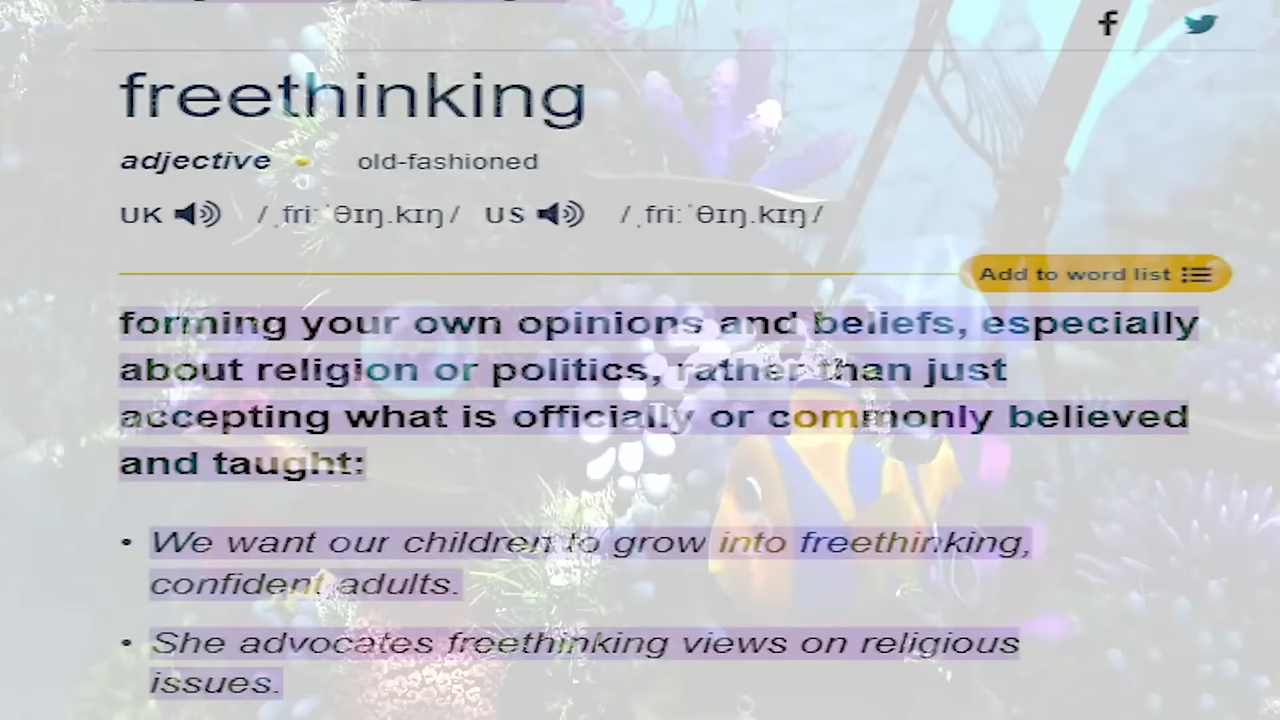 freethinking
adjective old-fashioned
UK /ˌfriːˈθɪŋ.kɪŋ/ US /ˌfriːˈθɪŋ.kɪŋ/
Add to word list
forming your own opinions and beliefs, especially
about religion or politics, rather than just
accepting what is officially or commonly believed
and taught:
• We want our children to grow into freethinking,
confident adults.
• She advocates freethinking views on religious
issues.